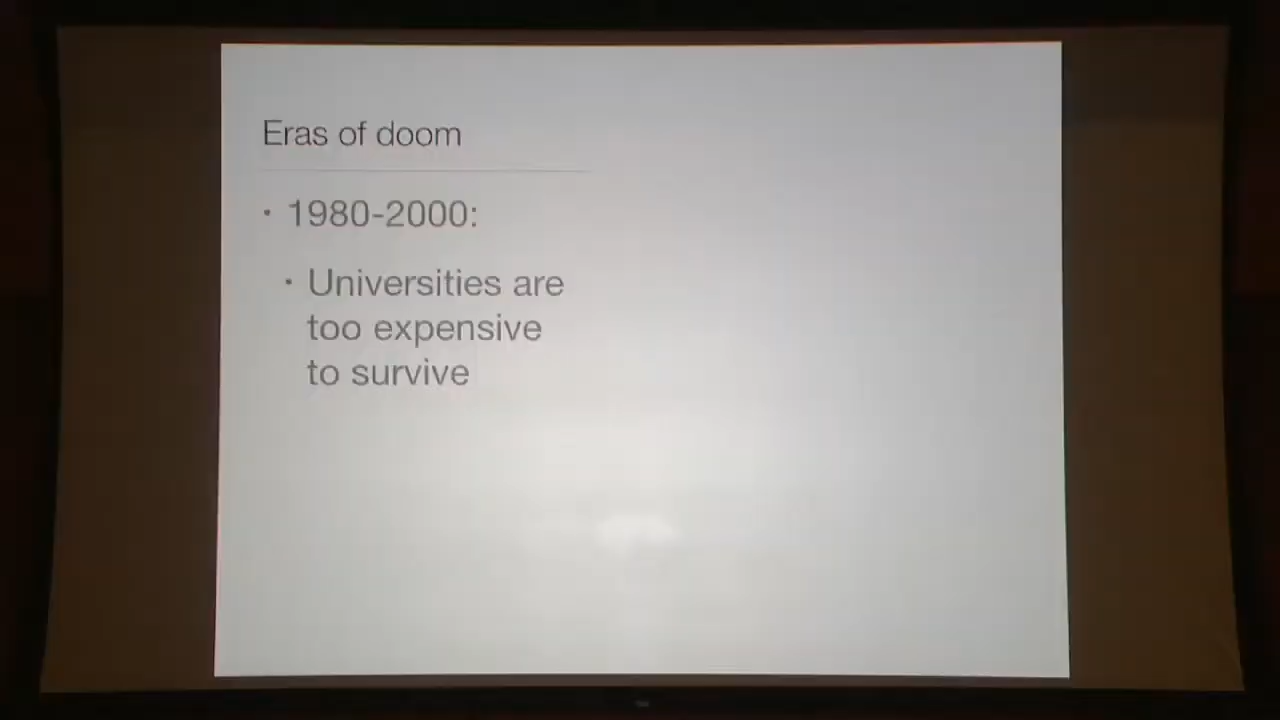 Eras of doom
• 1980-2000:
• Universities are
too expensive
to survive